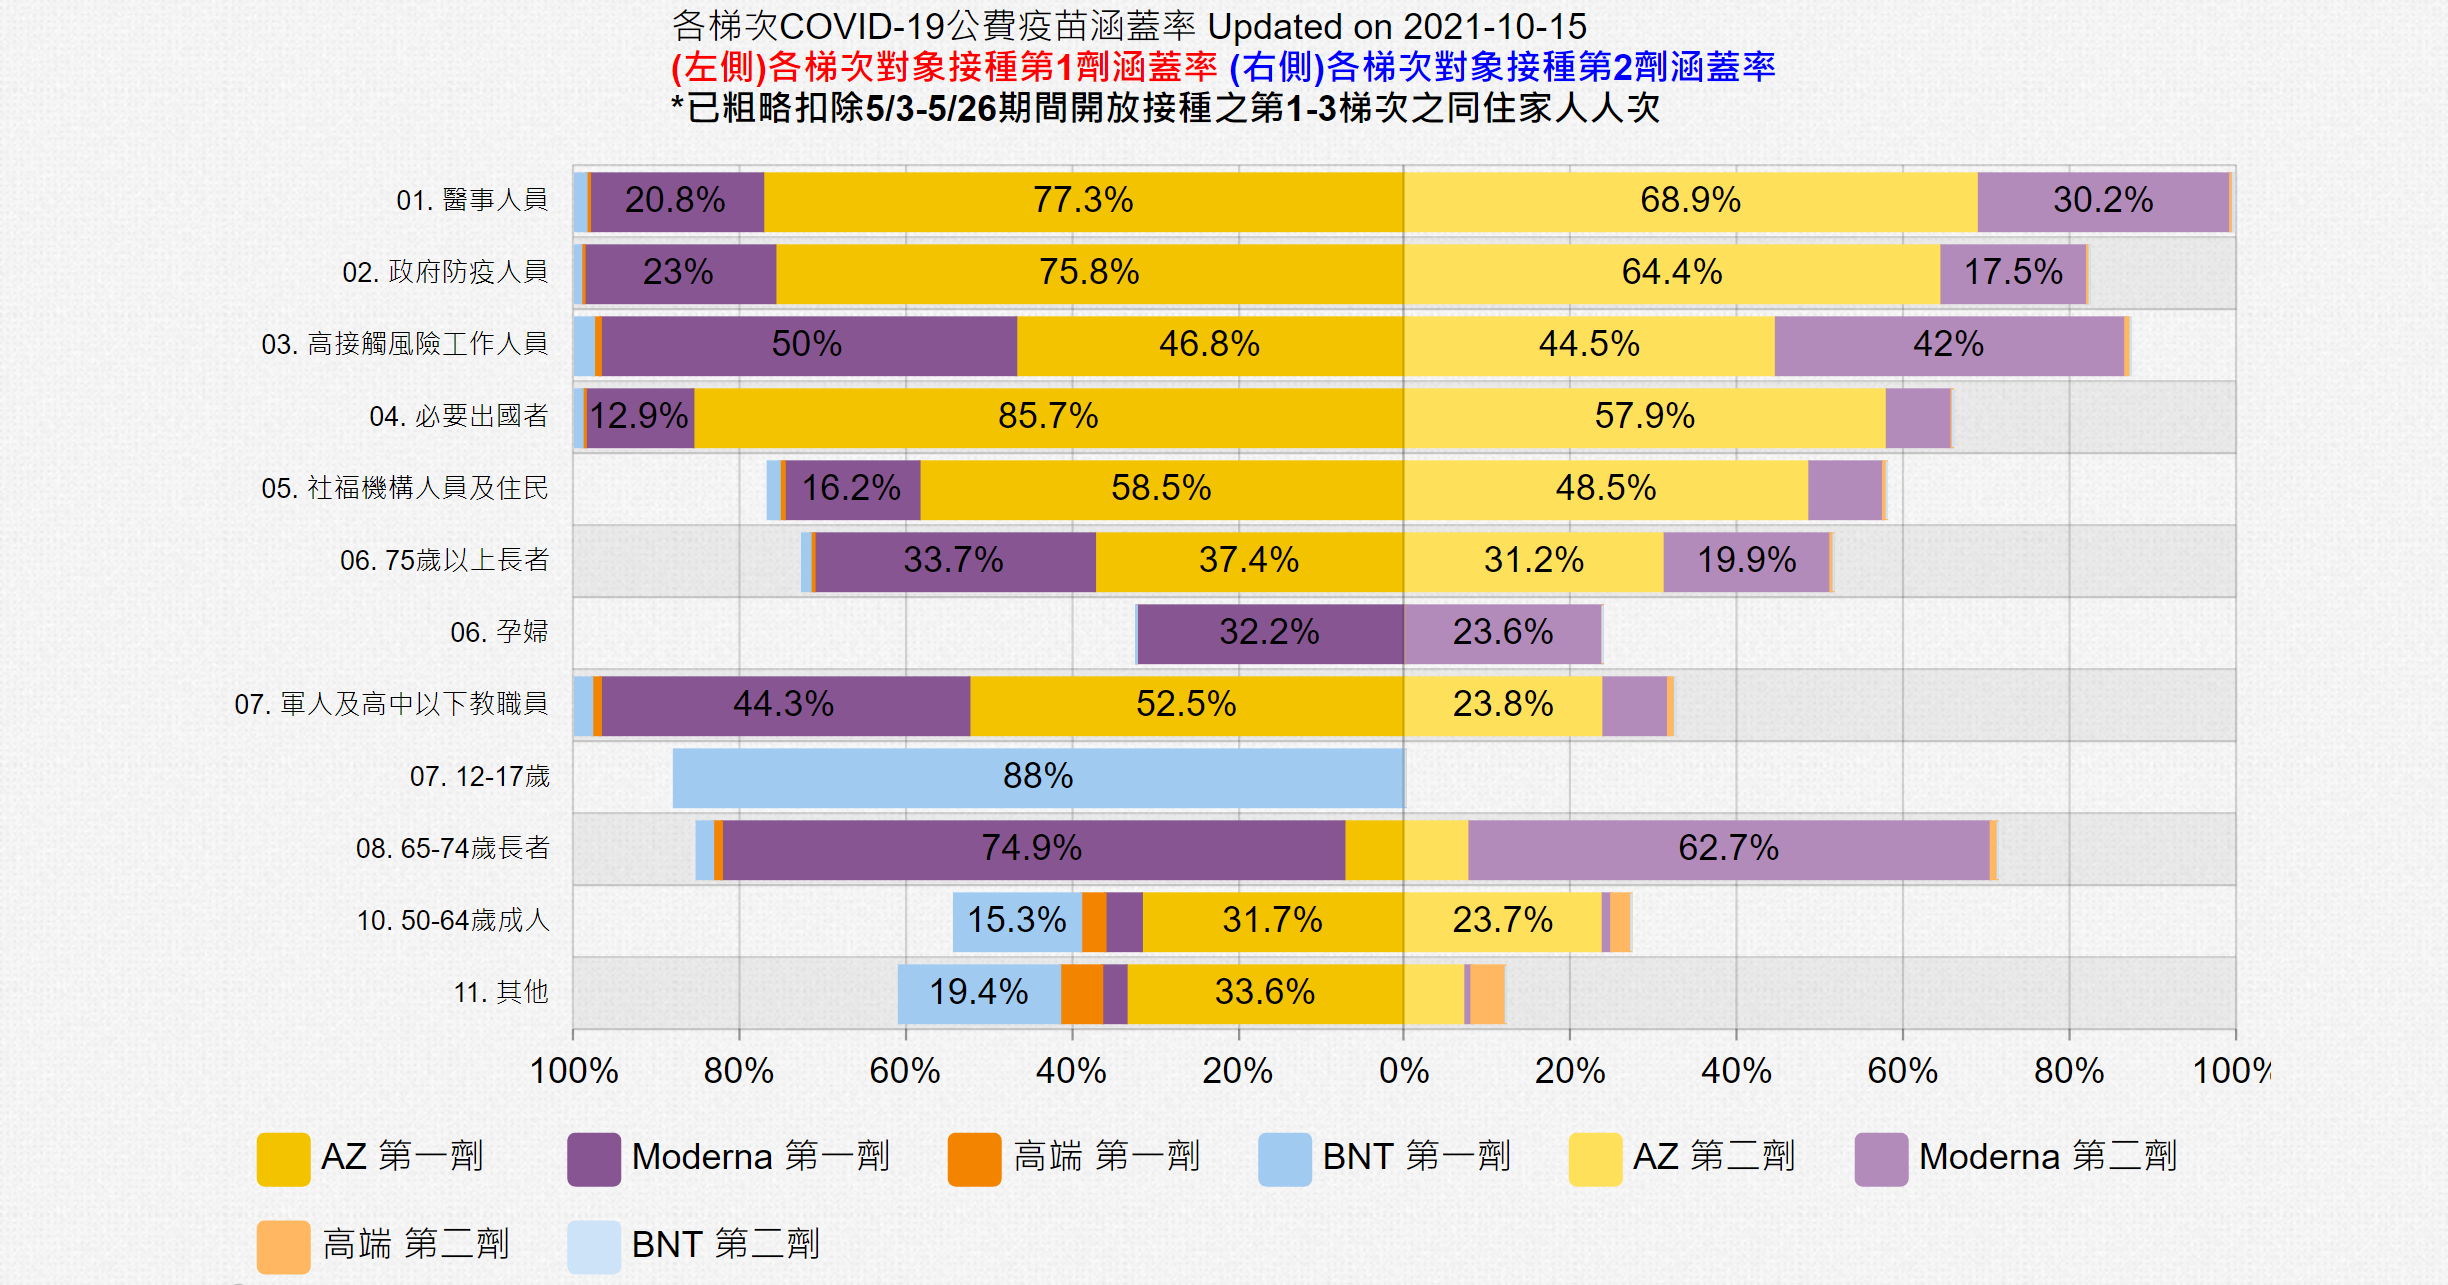 各梯次COVID-19公費疫苗涵蓋率 Updated on 2021-10-15
(左側)各梯次對象接種第1劑涵蓋率 (右側)各梯次對象接種第2劑涵蓋率
*已粗略扣除5/3-5/26期間開放接種之第1-3梯次之同住家人人次
01. 醫事人員 20.8% 77.3% 68.9% 30.2%
02. 政府防疫人員 23% 75.8% 64.4% 17.5%
03. 高接觸風險工作人員 50% 46.8% 44.5% 42%
04. 必要出國者 12.9% 85.7% 57.9%
05. 社福機構人員及住民 16.2% 58.5% 48.5%
06. 75歲以上長者 33.7% 37.4% 31.2% 19.9%
06. 孕婦 32.2% 23.6%
07. 軍人及高中以下教職員 44.3% 52.5% 23.8%
07. 12-17歲 88%
08. 65-74歲長者 74.9% 62.7%
10. 50-64歲成人 15.3% 31.7% 23.7%
11. 其他 19.4% 33.6%
100% 80% 60% 40% 20% 0% 20% 40% 60% 80% 100%
AZ 第一劑 Moderna 第一劑 高端 第一劑 BNT 第一劑 AZ 第二劑 Moderna 第二劑
高端 第二劑 BNT 第二劑